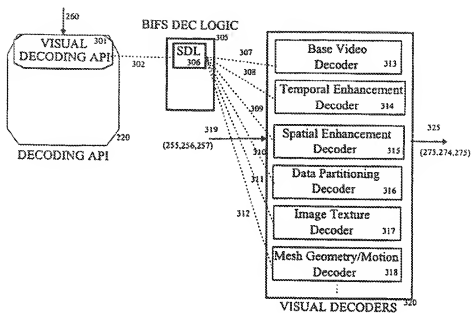 260
BIFS DEC LOGIC
VISUAL 301
DECODING API
302
305
SDL
306
307
308
309
310
311
312
220
DECODING API
319
(255,256,257)
Base Video
Decoder 313
Temporal Enhancement
Decoder 314
Spatial Enhancement
Decoder 315
Data Partitioning
Decoder 316
Image Texture
Decoder 317
Mesh Geometry/Motion
Decoder 318
320
VISUAL DECODERS
325
(273,274,275)